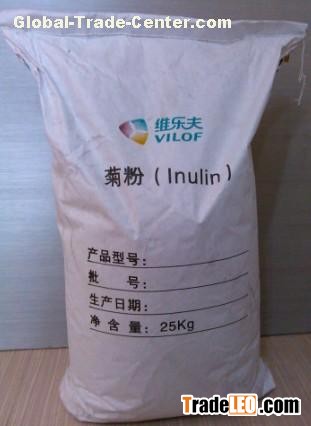 Global-Trade-Center.com
维乐夫
VILOF
菊粉（Inulin）
产品型号：
批 号：
生产日期：
净 含 量：25Kg
TradeLEO.com